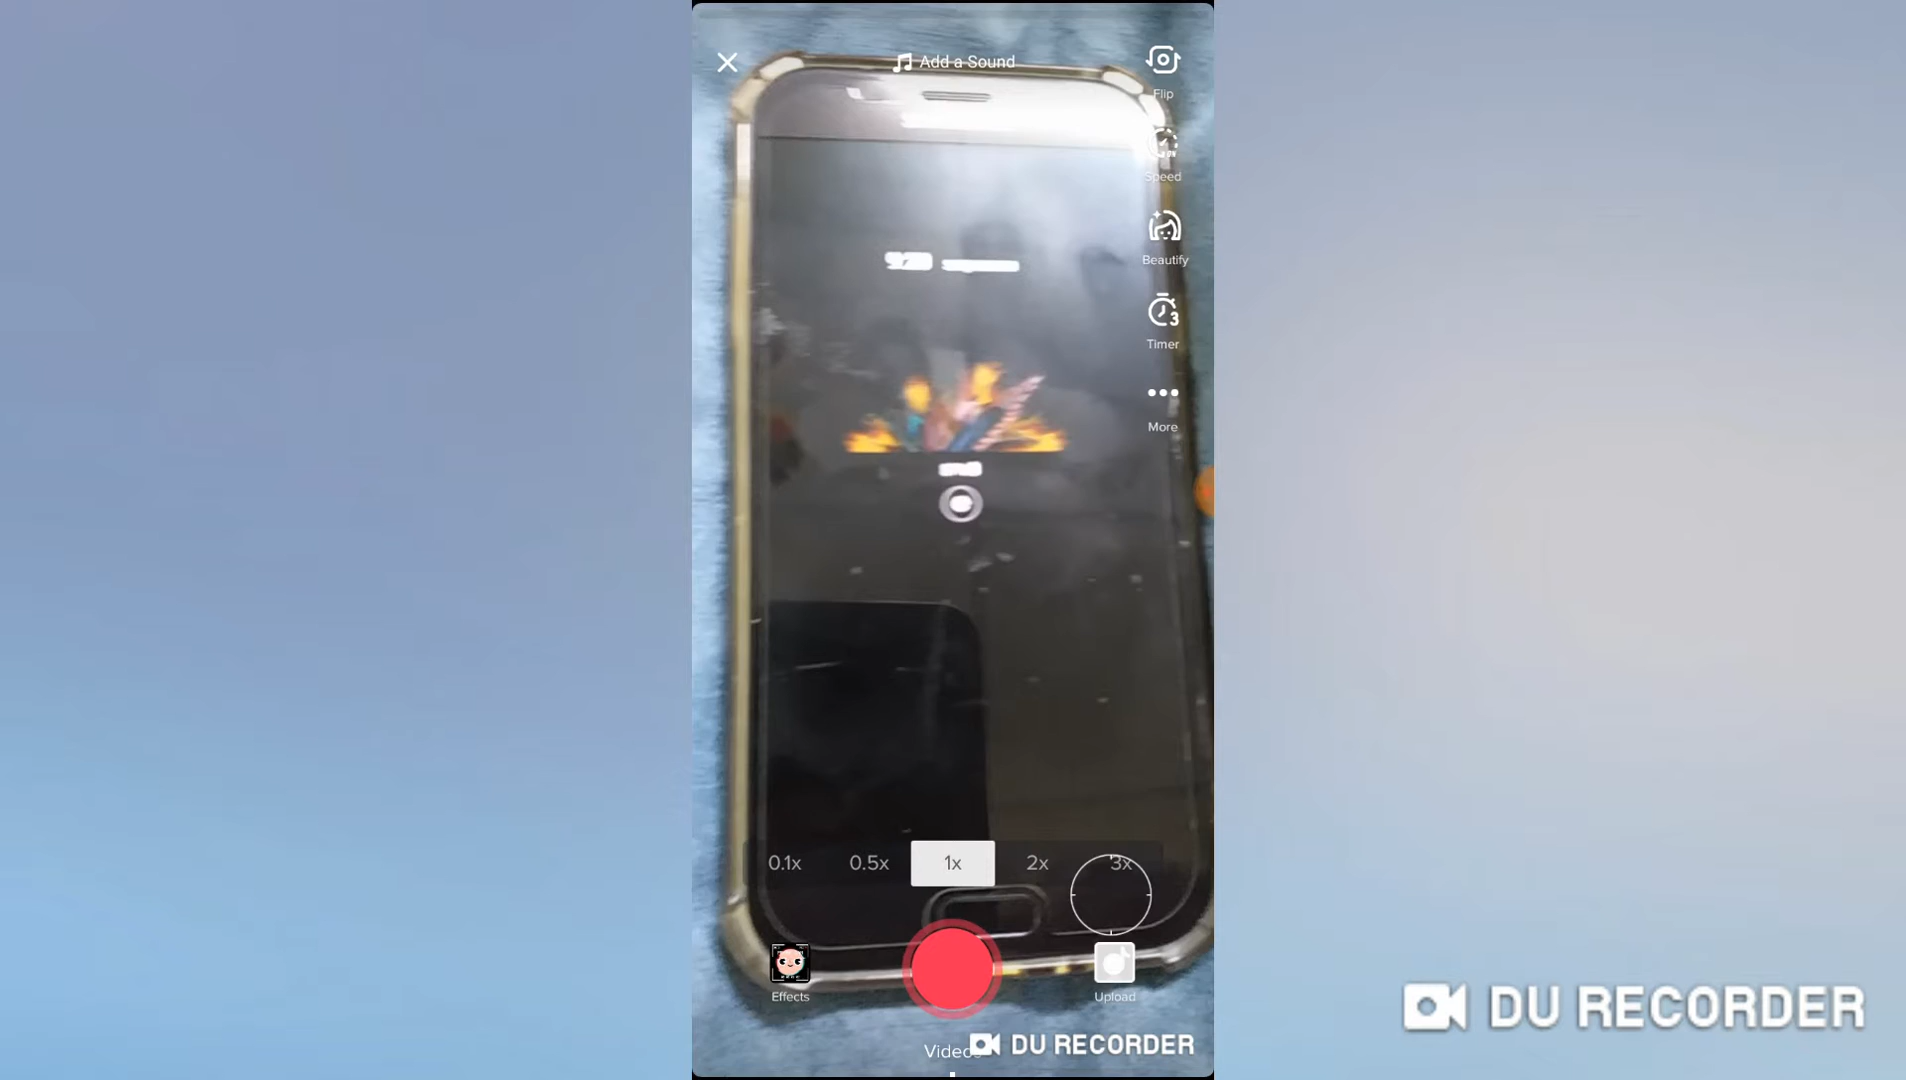 Add a Sound
Flip
Speed
Beautify
Timer
3
More
0.1x 0.5x 1x 2x 3x
Effects
Upload
DU RECORDER
DU RECORDER